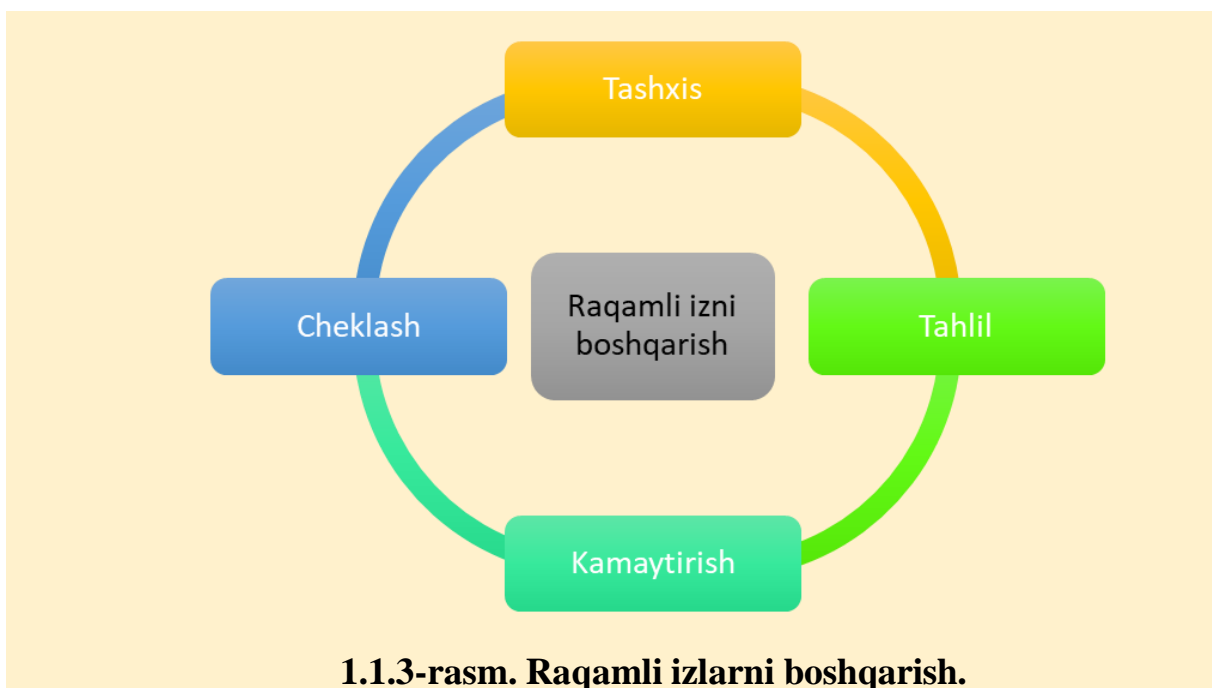 Tashxis
Cheklash
Raqamli izni
boshqarish
Tahlil
Kamaytirish
1.1.3-rasm. Raqamli izlarni boshqarish.